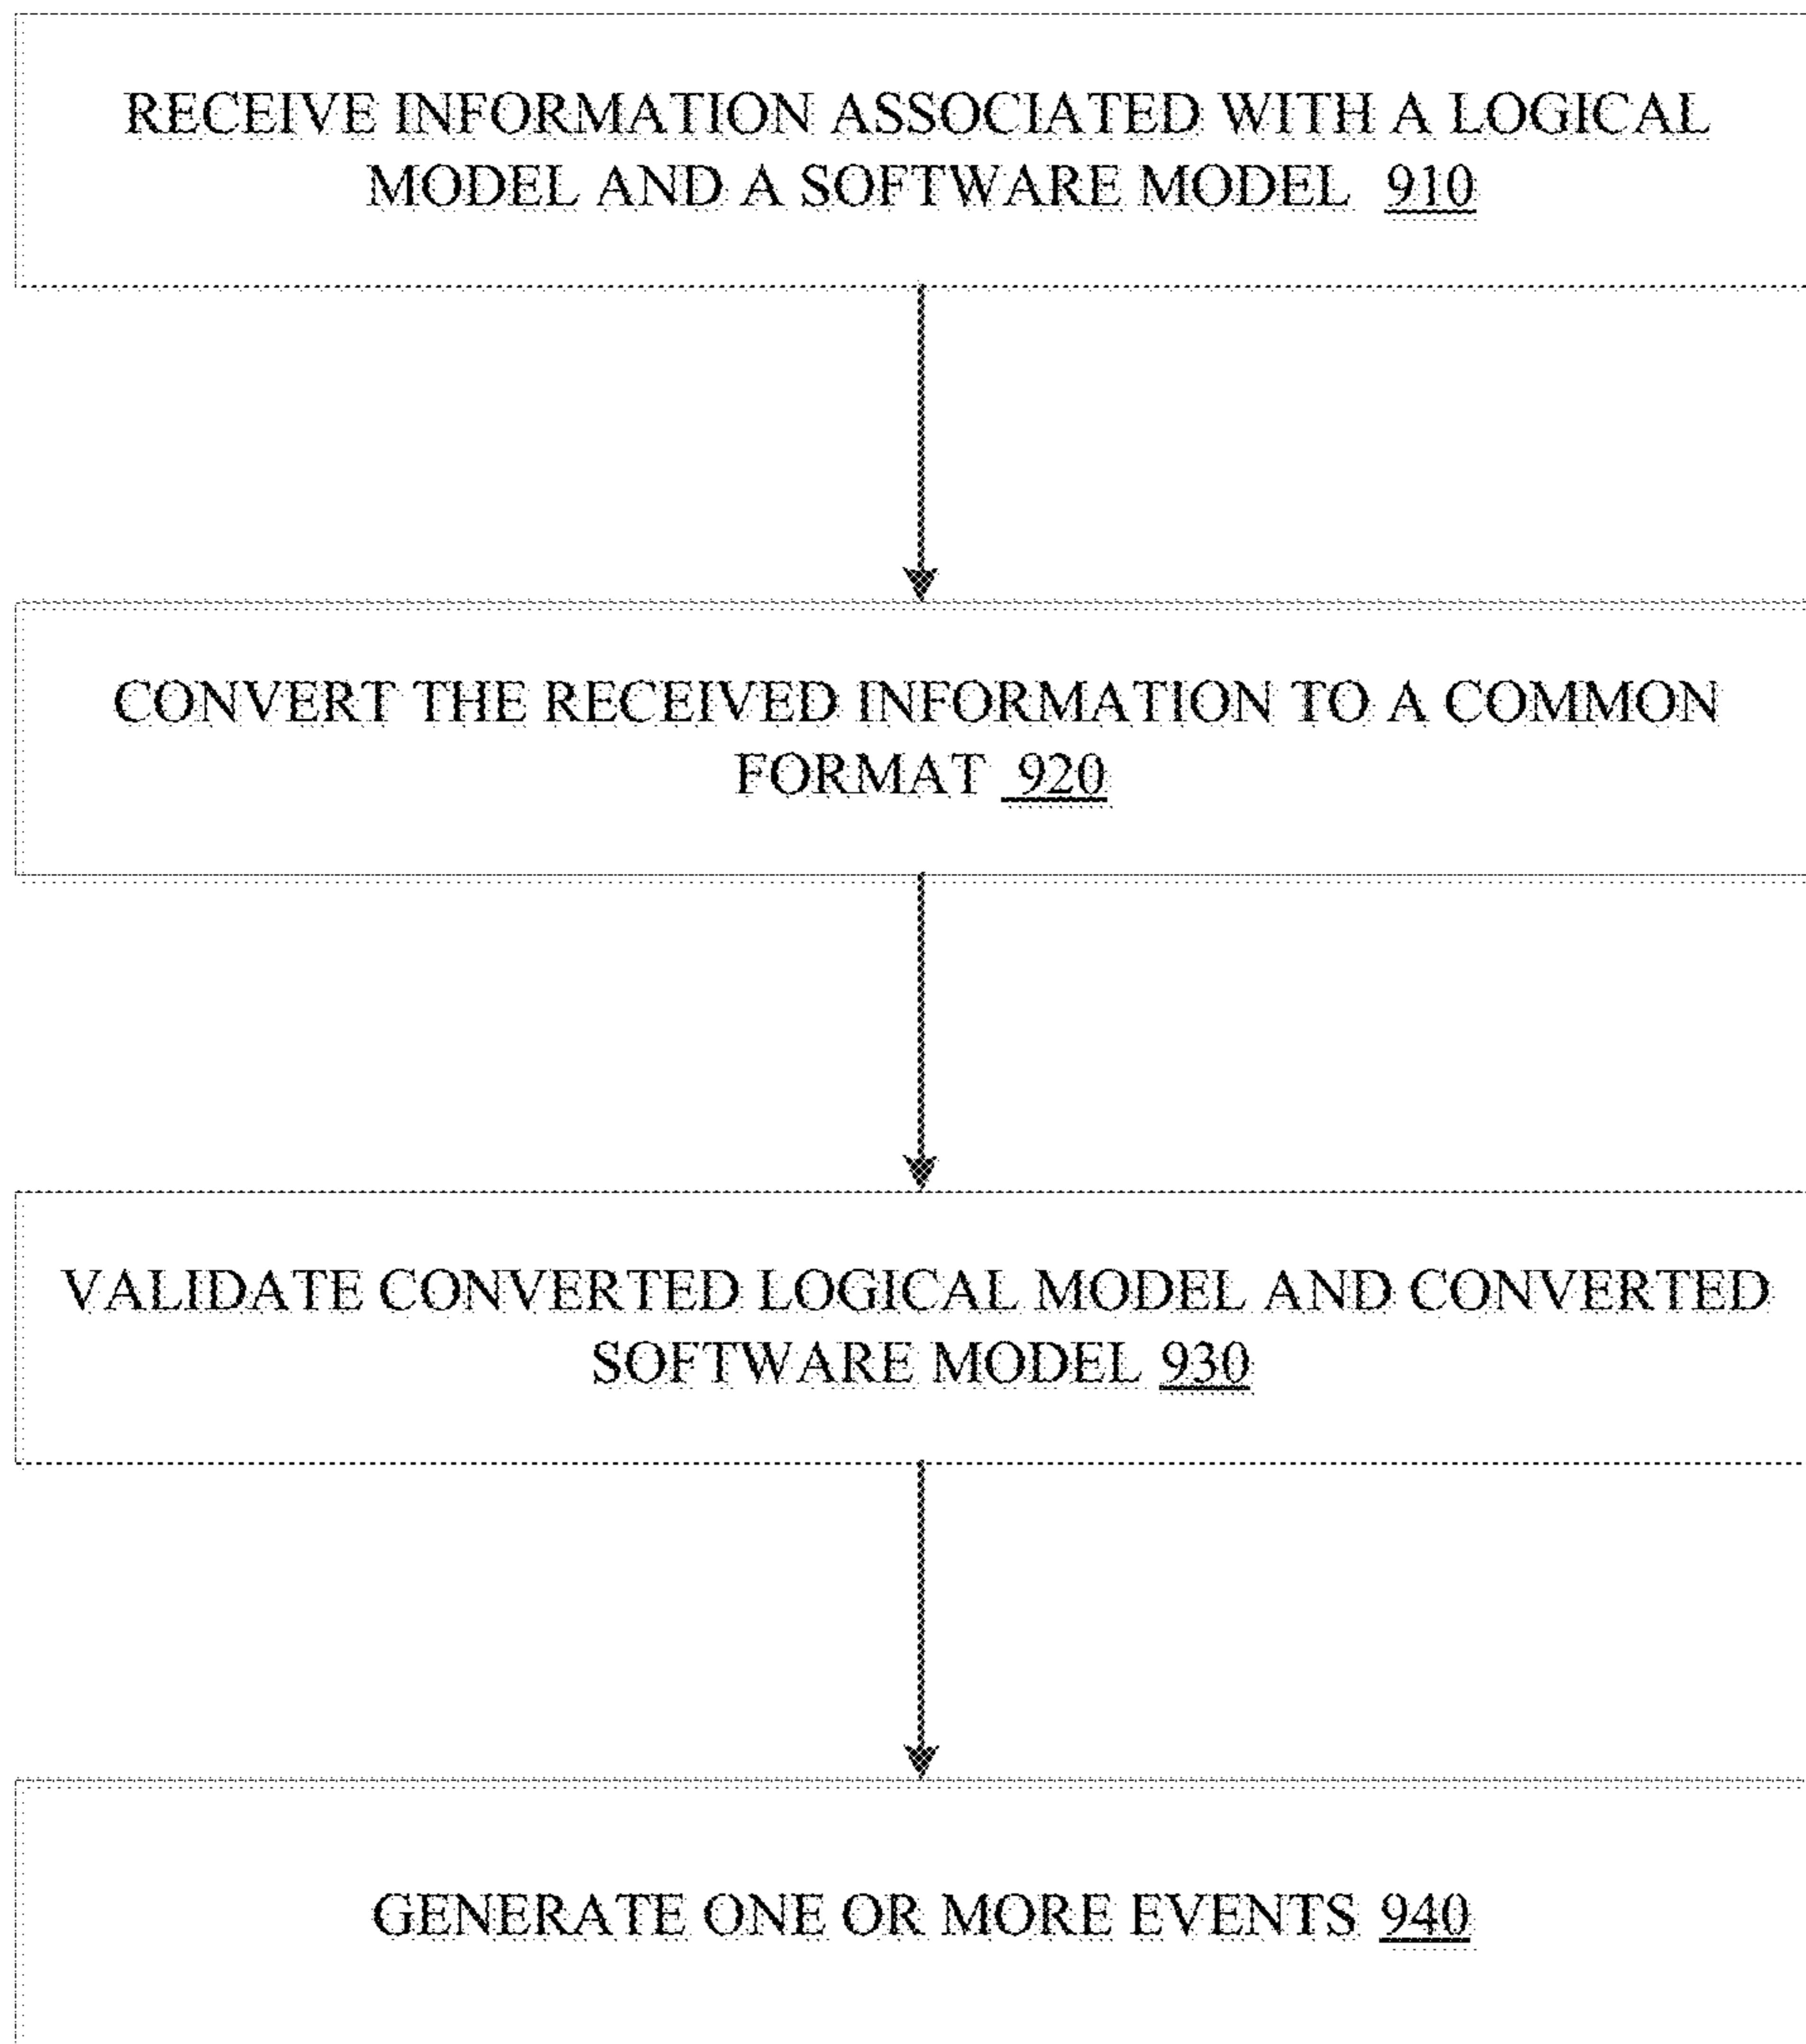 RECEIVE INFORMATION ASSOCIATED WITH A LOGICAL
MODEL AND A SOFTWARE MODEL 910
CONVERT THE RECEIVED INFORMATION TO A COMMON
FORMAT 920
VALIDATE CONVERTED LOGICAL MODEL AND CONVERTED
SOFTWARE MODEL 930
GENERATE ONE OR MORE EVENTS 940